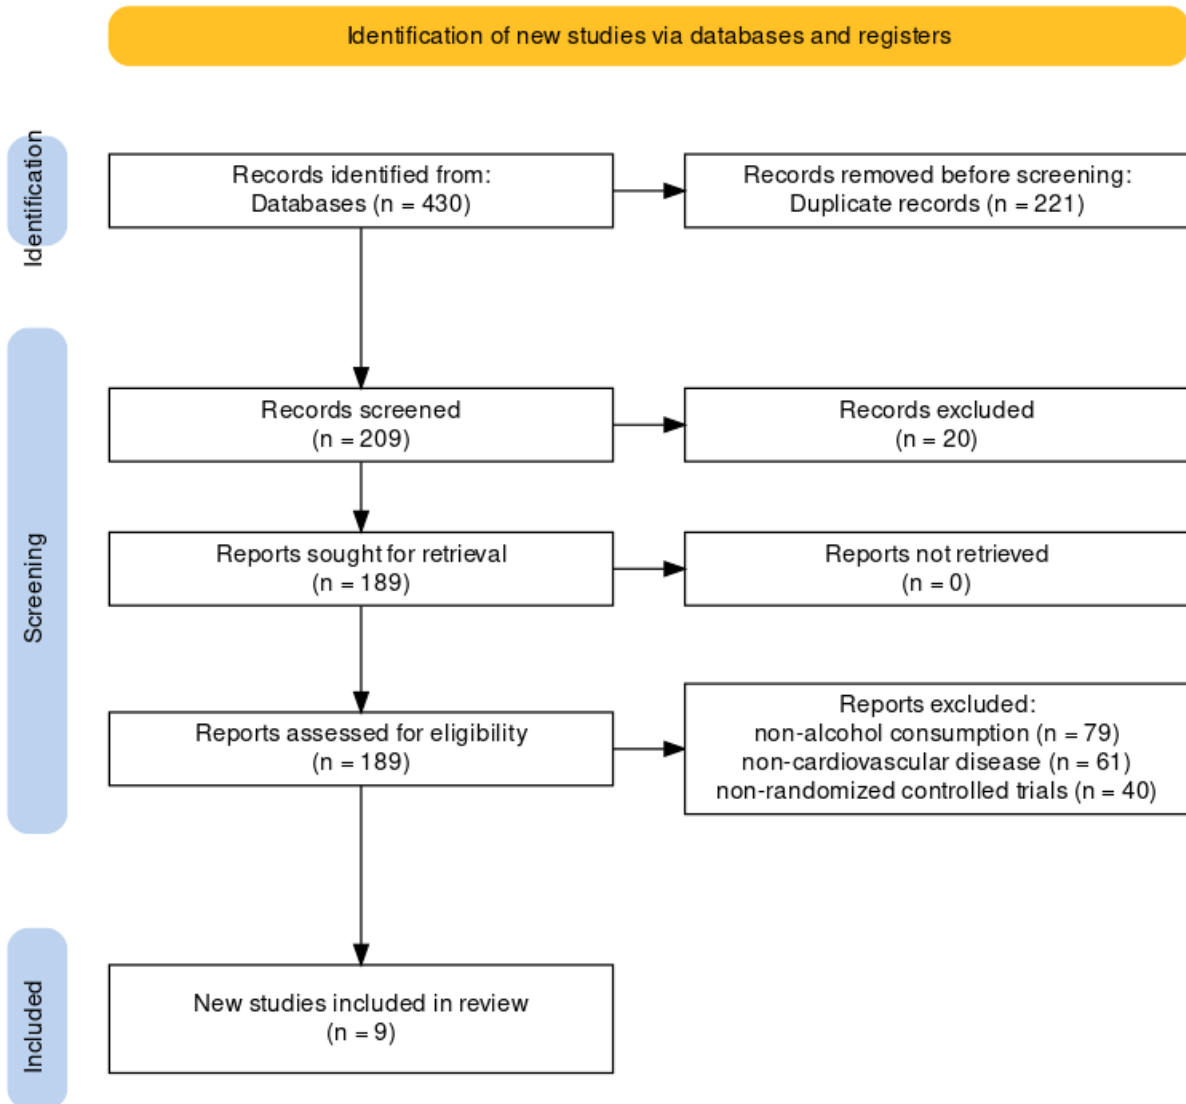 Identification of new studies via databases and registers
Identification
Records identified from:
Databases (n = 430)
Records removed before screening:
Duplicate records (n = 221)
Screening
Records screened
(n = 209)
Records excluded
(n = 20)
Reports sought for retrieval
(n = 189)
Reports not retrieved
(n = 0)
Reports assessed for eligibility
(n = 189)
Reports excluded:
non-alcohol consumption (n = 79)
non-cardiovascular disease (n = 61)
non-randomized controlled trials (n = 40)
Included
New studies included in review
(n = 9)